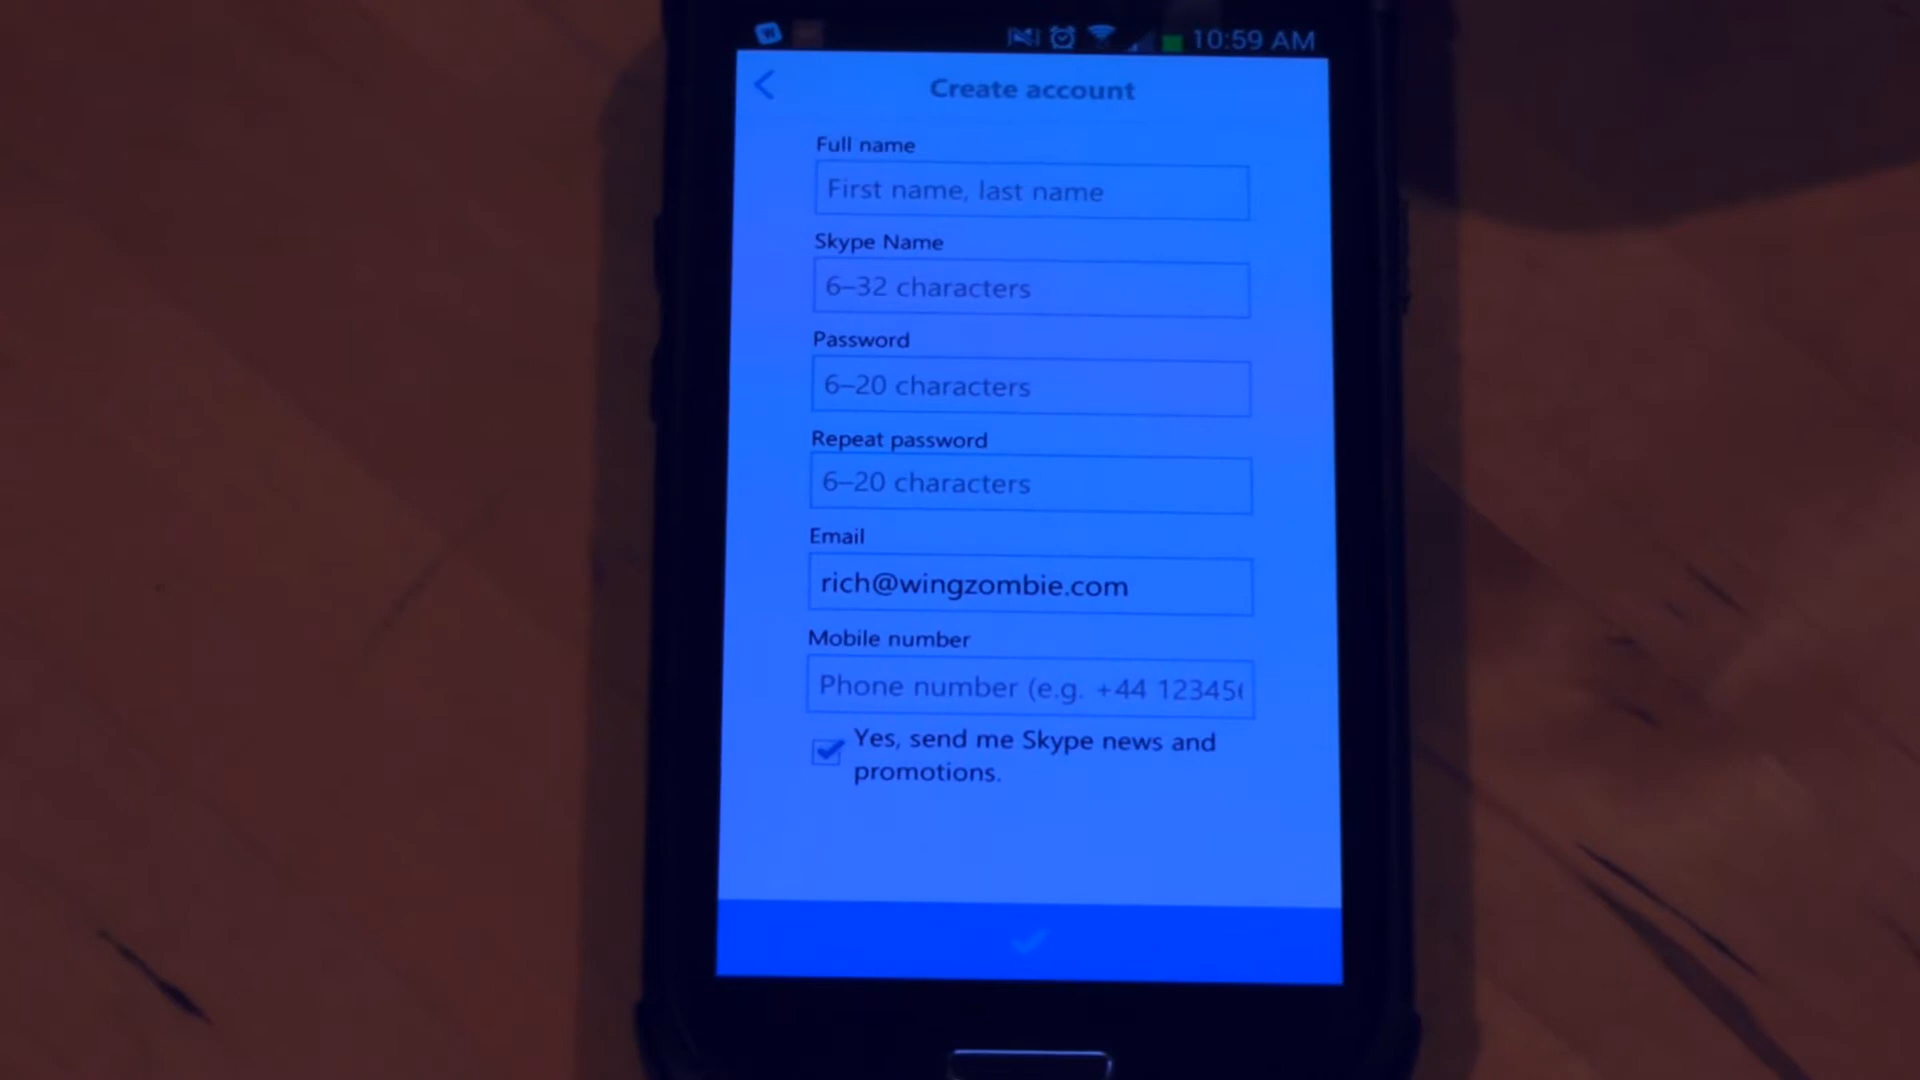 10:59 AM
Create account
Full name
First name, last name
Skype Name
6–32 characters
Password
6–20 characters
Repeat password
6–20 characters
Email
rich@wingzombie.com
Mobile number
Phone number (e.g. +44 12345
Yes, send me Skype news and
promotions.